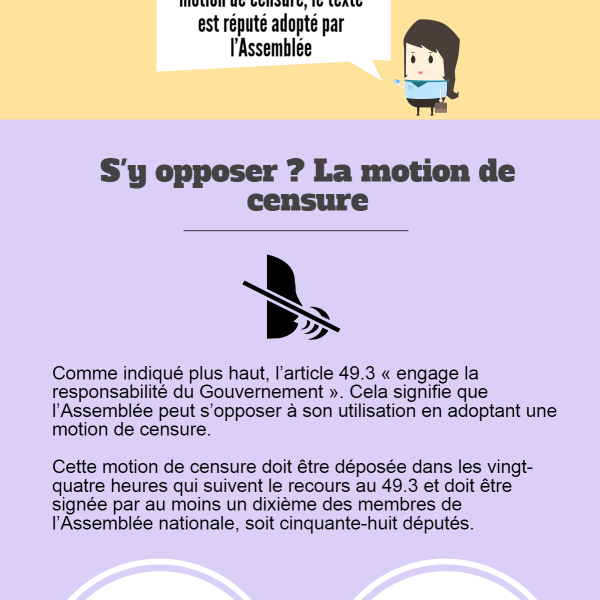 motion de censure, le texte
est réputé adopté par
l’Assemblée
S’y opposer ? La motion de
censure
Comme indiqué plus haut, l’article 49.3 « engage la
responsabilité du Gouvernement ». Cela signifie que
l’Assemblée peut s’opposer à son utilisation en adoptant une
motion de censure.
Cette motion de censure doit être déposée dans les vingt-
quatre heures qui suivent le recours au 49.3 et doit être
signée par au moins un dixième des membres de
l’Assemblée nationale, soit cinquante-huit députés.